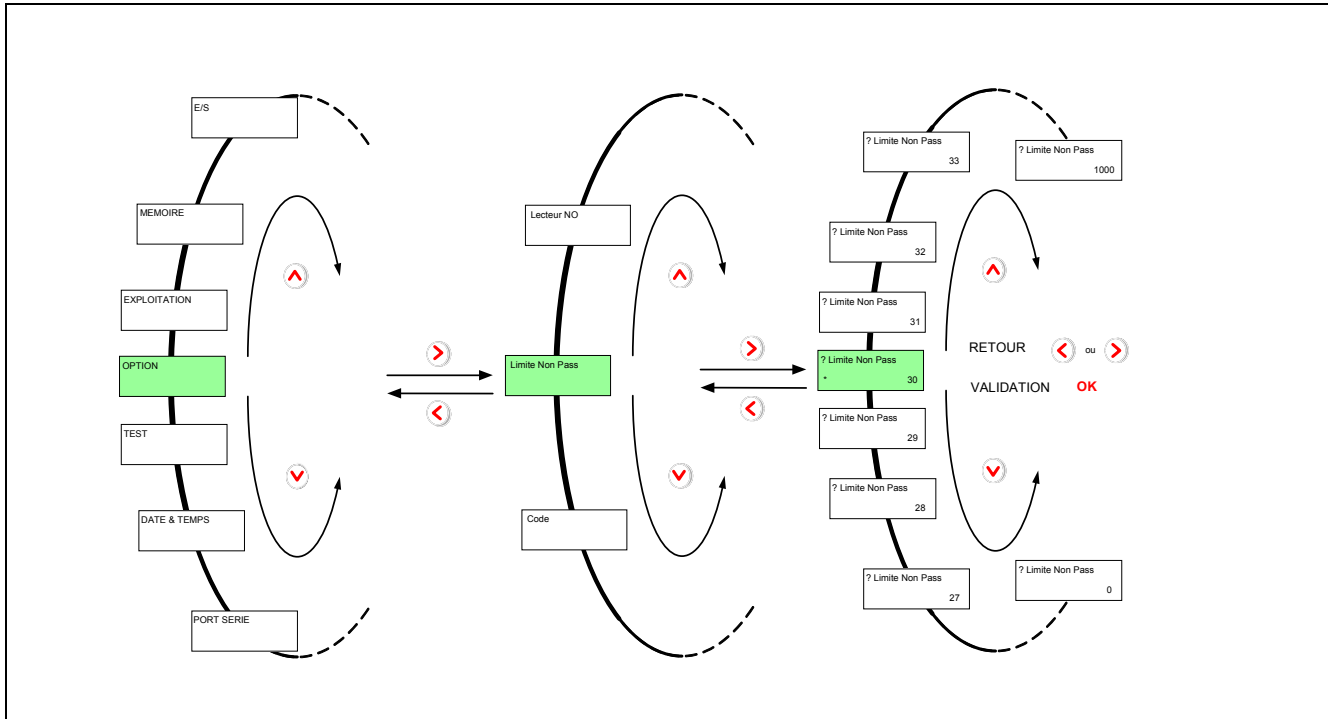 E/S
MEMOIRE
EXPLOITATION
OPTION
TEST
DATE & TEMPS
PORT SERIE
Lecteur NO
Limite Non Pass
Code
? Limite Non Pass
33
? Limite Non Pass
1000
? Limite Non Pass
32
? Limite Non Pass
31
? Limite Non Pass
* 30
? Limite Non Pass
29
? Limite Non Pass
28
? Limite Non Pass
27
? Limite Non Pass
0
RETOUR ou
VALIDATION OK